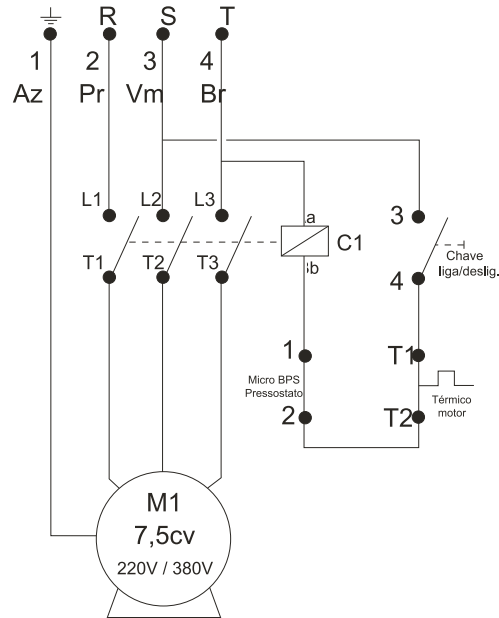 R S T
1 2 3 4
Az Pr Vm Br
L1 L2 L3
3
a
C1
Chave
liga/deslig.
T1 T2 T3
b
4
1
T1
Micro BPS
Pressostato
Térmico
motor
2
T2
M1
7,5cv
220V / 380V